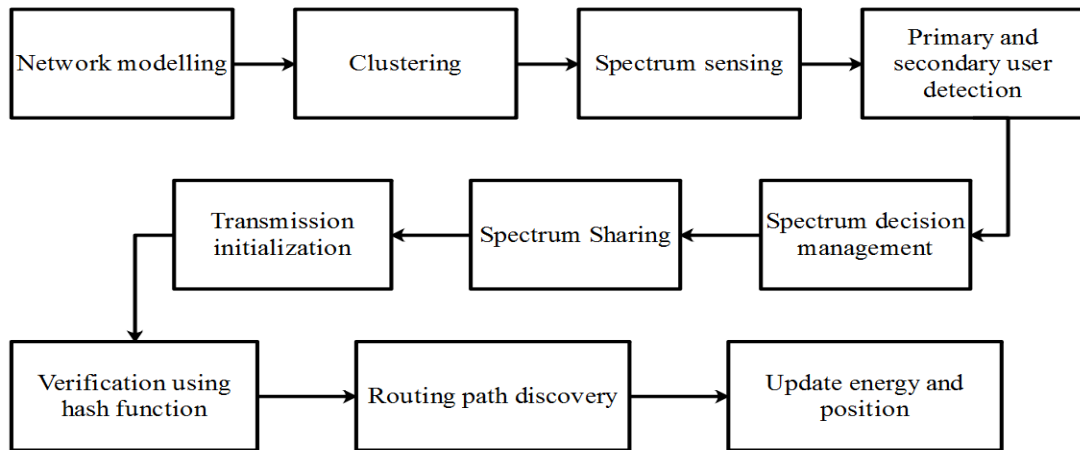 Network modelling
Clustering
Spectrum sensing
Primary and
secondary user
detection
Transmission
initialization
Spectrum Sharing
Spectrum decision
management
Verification using
hash function
Routing path discovery
Update energy and
position